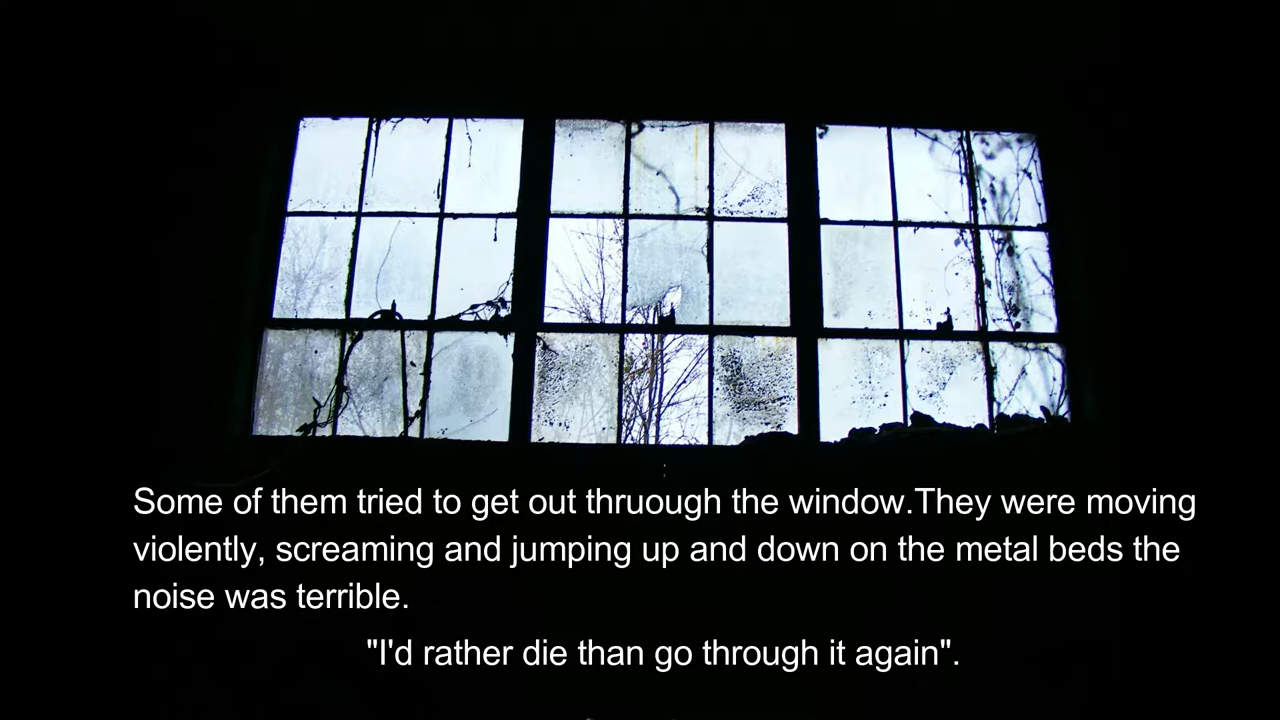 Some of them tried to get out thruough the window.They were moving
violently, screaming and jumping up and down on the metal beds the
noise was terrible.
"I'd rather die than go through it again".